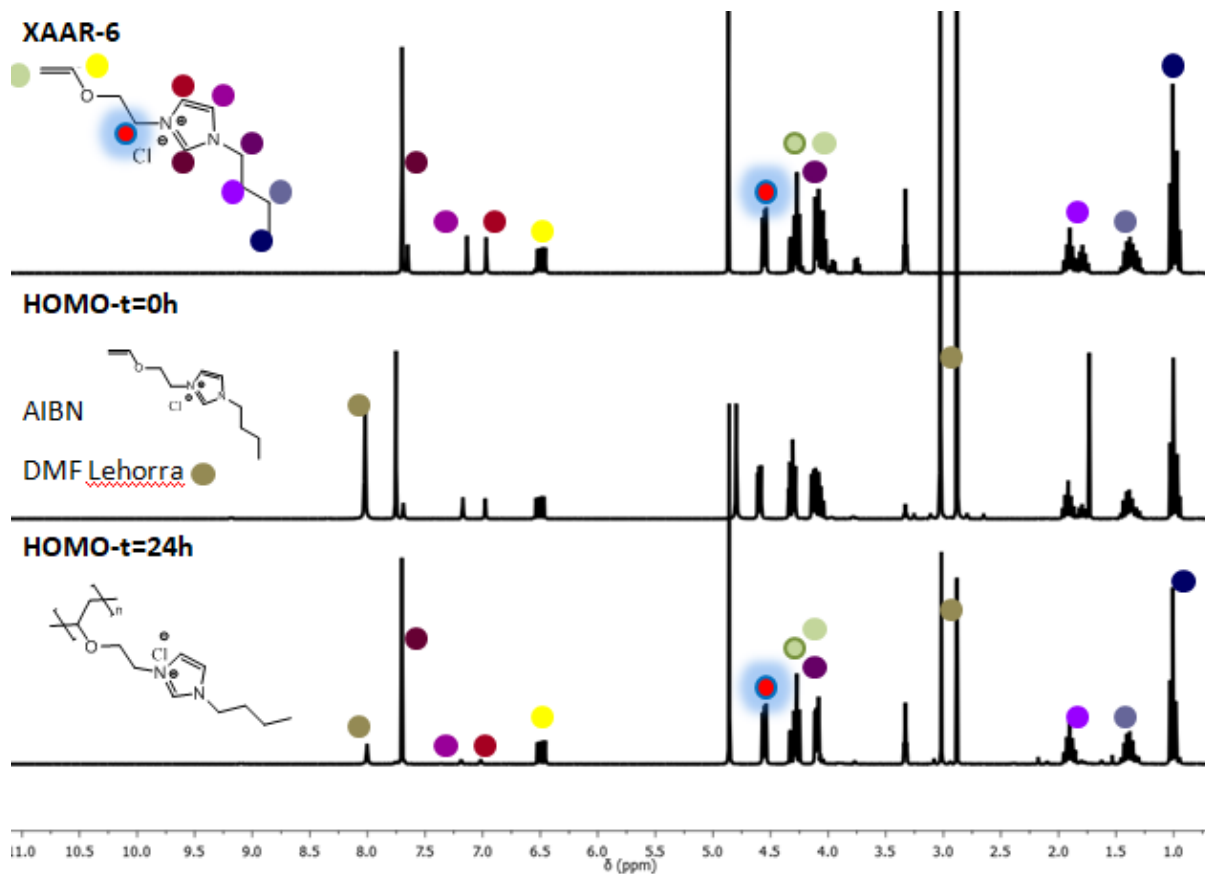 XAAR-6
O
N
⊕
⊖
Cl
N
HOMO-t=0h
O
N
⊕
Cl
⊖
N
AIBN
DMF Lehorra
HOMO-t=24h
n
O
⊖
Cl
N
⊕
N
11.0 10.5 10.0 9.5 9.0 8.5 8.0 7.5 7.0 6.5 6.0 5.5 5.0 4.5 4.0 3.5 3.0 2.5 2.0 1.5 1.0
δ (ppm)